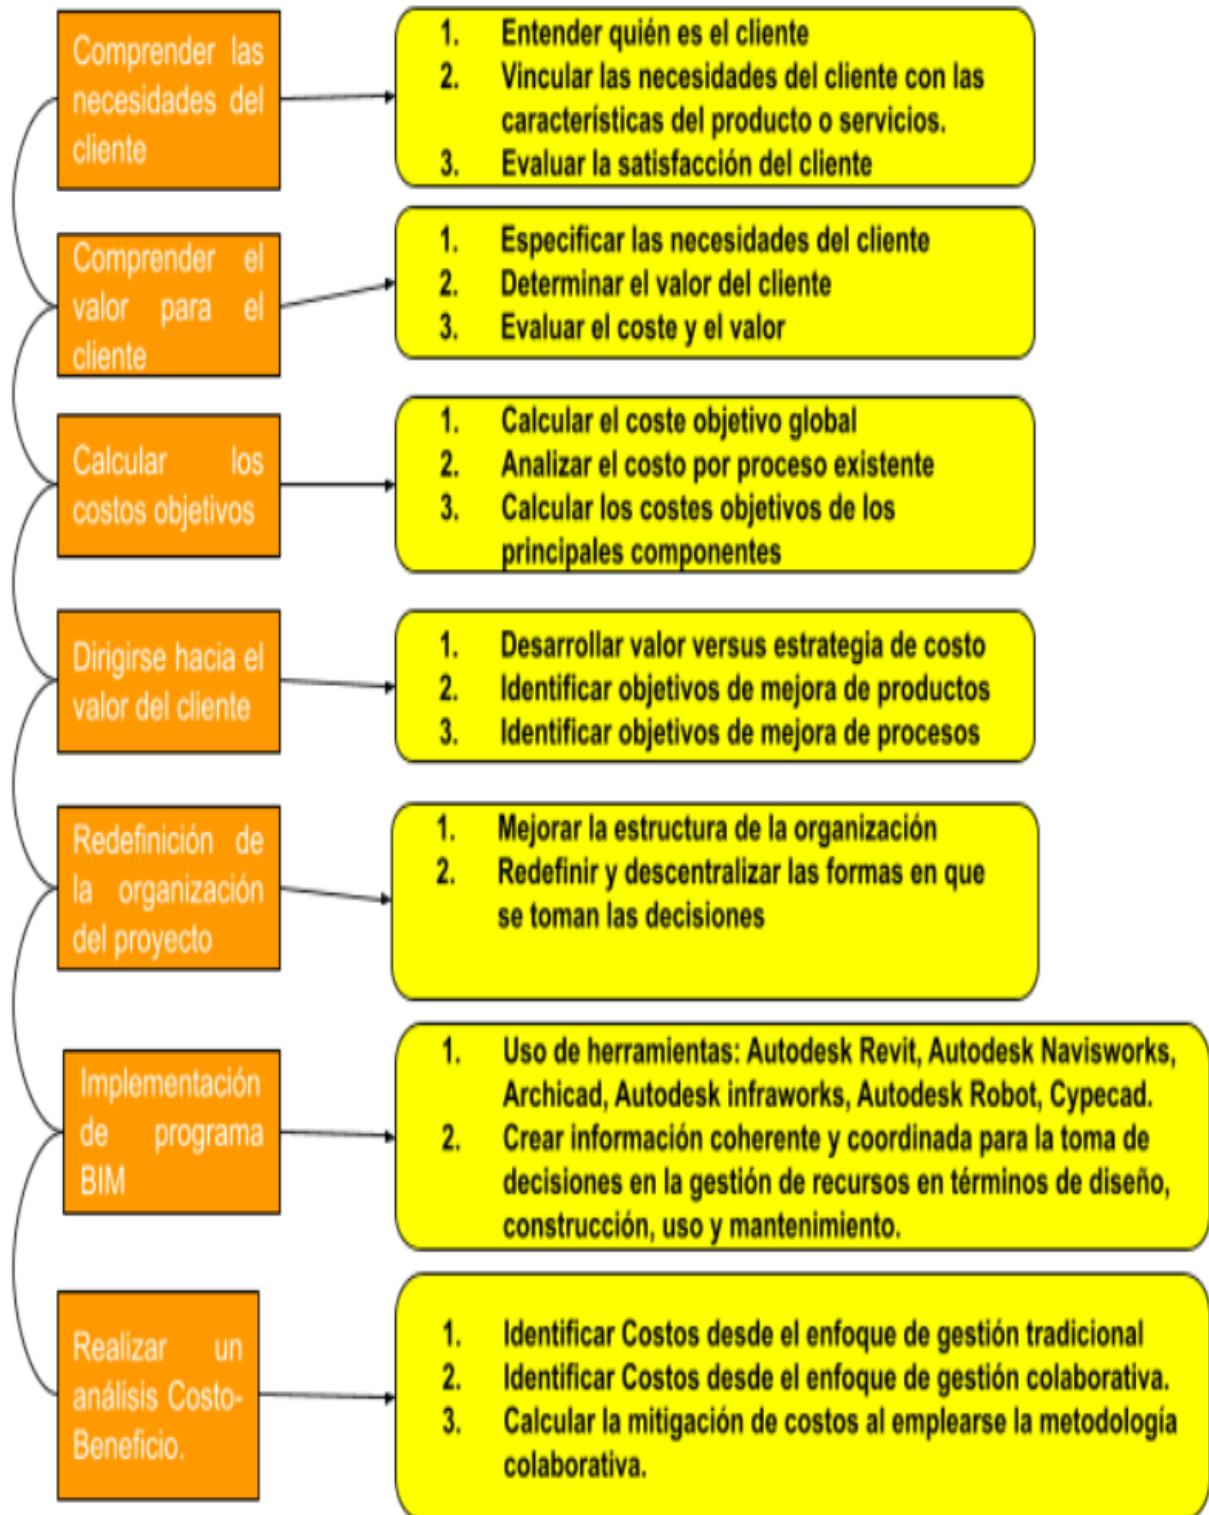 Comprender las
necesidades del
cliente
1. Entender quién es el cliente
2. Vincular las necesidades del cliente con las
características del producto o servicios.
3. Evaluar la satisfacción del cliente
Comprender el
valor para el
cliente
1. Especificar las necesidades del cliente
2. Determinar el valor del cliente
3. Evaluar el coste y el valor
Calcular los
costos objetivos
1. Calcular el coste objetivo global
2. Analizar el costo por proceso existente
3. Calcular los costes objetivos de los
principales componentes
Dirigirse hacia el
valor del cliente
1. Desarrollar valor versus estrategia de costo
2. Identificar objetivos de mejora de productos
3. Identificar objetivos de mejora de procesos
Redefinición de
la organización
del proyecto
1. Mejorar la estructura de la organización
2. Redefinir y descentralizar las formas en que
se toman las decisiones
Implementación
de programa
BIM
1. Uso de herramientas: Autodesk Revit, Autodesk Navisworks,
Archicad, Autodesk infraworks, Autodesk Robot, Cypecad.
2. Crear información coherente y coordinada para la toma de
decisiones en la gestión de recursos en términos de diseño,
construcción, uso y mantenimiento.
Realizar un
análisis Costo-
Beneficio.
1. Identificar Costos desde el enfoque de gestión tradicional
2. Identificar Costos desde el enfoque de gestión colaborativa.
3. Calcular la mitigación de costos al emplearse la metodología
colaborativa.